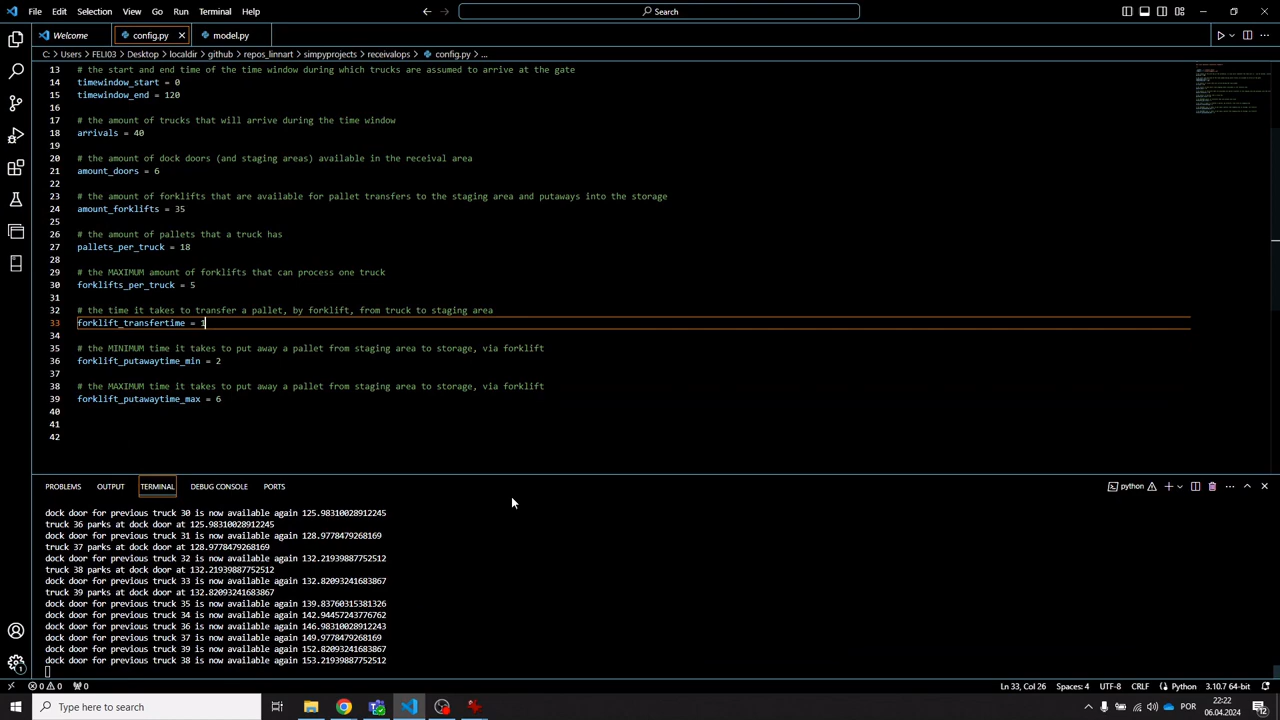 File Edit Selection View Go Run Terminal Help
Search
Welcome config.py model.py
C: > Users > FELI03 > Desktop > localdir > github > repos_linnart > simpyprojects > receivalops > config.py > ...
13 # the start and end time of the time window during which trucks are assumed to arrive at the gate
14 timewindow_start = 0
15 timewindow_end = 120
16
17 # the amount of trucks that will arrive during the time window
18 arrivals = 40
19
20 # the amount of dock doors (and staging areas) available in the receival area
21 amount_doors = 6
22
23 # the amount of forklifts that are available for pallet transfers to the staging area and putaways into the storage
24 amount_forklifts = 35
25
26 # the amount of pallets that a truck has
27 pallets_per_truck = 18
28
29 # the MAXIMUM amount of forklifts that can process one truck
30 forklifts_per_truck = 5
31
32 # the time it takes to transfer a pallet, by forklift, from truck to staging area
33 forklift_transfertime = 1
34
35 # the MINIMUM time it takes to put away a pallet from staging area to storage, via forklift
36 forklift_putawaytime_min = 2
37
38 # the MAXIMUM time it takes to put away a pallet from staging area to storage, via forklift
39 forklift_putawaytime_max = 6
40
41
42
PROBLEMS OUTPUT TERMINAL DEBUG CONSOLE PORTS
python
dock door for previous truck 30 is now available again 125.98310028912245
truck 36 parks at dock door at 125.98310028912245
dock door for previous truck 31 is now available again 128.9778479268169
truck 37 parks at dock door at 128.9778479268169
dock door for previous truck 32 is now available again 132.21939887752512
truck 38 parks at dock door at 132.21939887752512
dock door for previous truck 33 is now available again 132.82093241683867
truck 39 parks at dock door at 132.82093241683867
dock door for previous truck 35 is now available again 139.83760315381326
dock door for previous truck 34 is now available again 142.94457243776762
dock door for previous truck 36 is now available again 146.98310028912243
dock door for previous truck 37 is now available again 149.9778479268169
dock door for previous truck 39 is now available again 152.82093241683867
dock door for previous truck 38 is now available again 153.21939887752512
0 0 0 Ln 33, Col 26 Spaces: 4 UTF-8 CRLF Python 3.10.7 64-bit
Type here to search
POR
22:22
06.04.2024